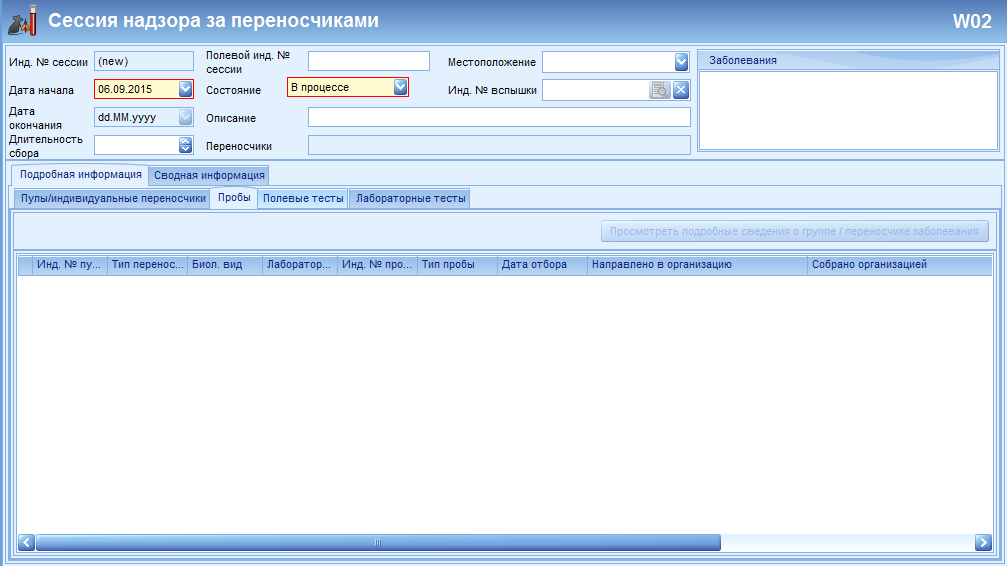 Сессия надзора за переносчиками
W02
Инд. № сессии
(new)
Полевой инд. №
сессии
Местоположение
Заболевания
Дата начала
06.09.2015
Состояние
В процессе
Инд. № вспышки
Дата
окончания
dd.MM.yyyy
Описание
Длительность
сбора
Переносчики
Подробная информация
Сводная информация
Пулы/индивидуальные переносчики
Пробы
Полевые тесты
Лабораторные тесты
Просмотреть подробные сведения о группе / переносчике заболевания
Инд. № пу...
Тип перенос...
Биол. вид
Лаборатор...
Инд. № про...
Тип пробы
Дата отбора
Направлено в организацию
Собрано организацией